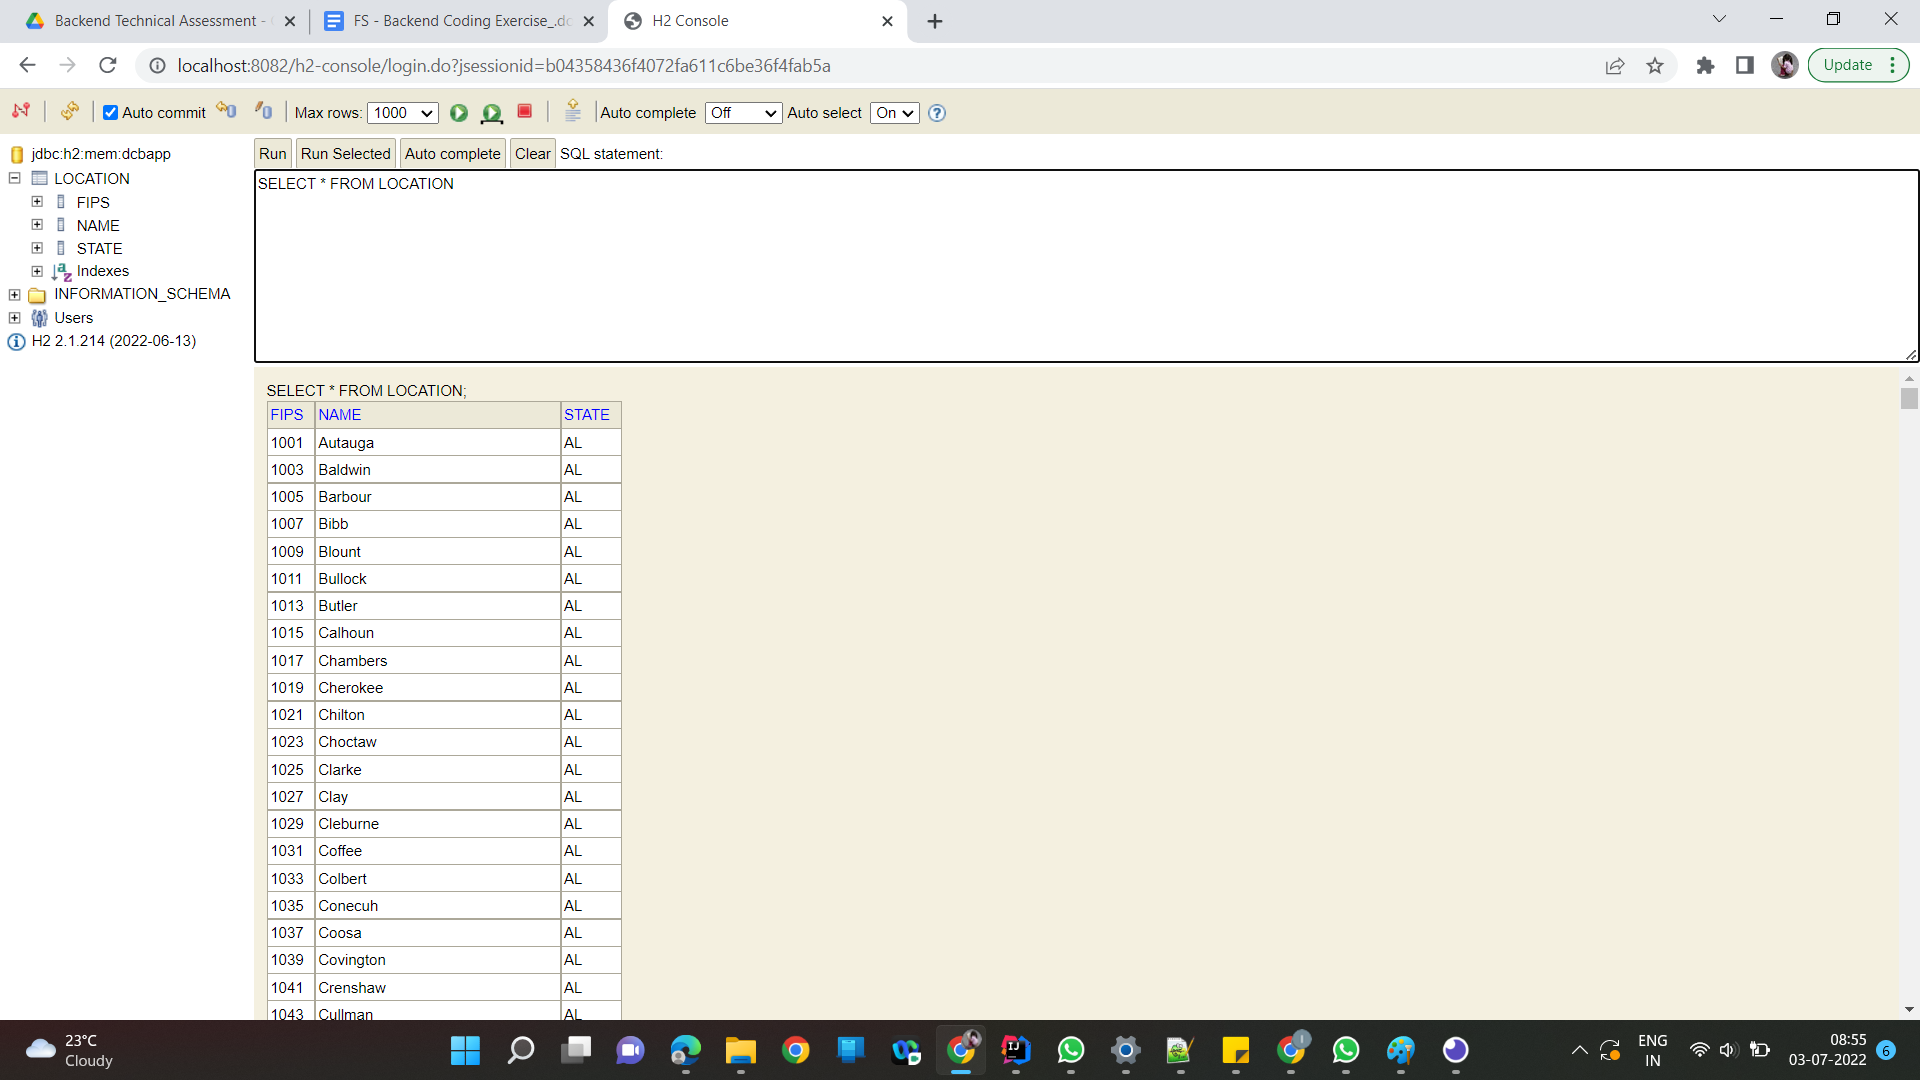 Backend Technical Assessment -
FS - Backend Coding Exercise_.do
H2 Console
localhost:8082/h2-console/login.do?jsessionid=b04358436f4072fa611c6be36f4fab5a
Update
Auto commit
Max rows: 1000
Auto complete Off
Auto select On
jdbc:h2:mem:dcbapp
LOCATION
FIPS
NAME
STATE
Indexes
INFORMATION_SCHEMA
Users
H2 2.1.214 (2022-06-13)
Run Run Selected Auto complete Clear SQL statement:
SELECT * FROM LOCATION
SELECT * FROM LOCATION;
FIPS NAME STATE
1001 Autauga AL
1003 Baldwin AL
1005 Barbour AL
1007 Bibb AL
1009 Blount AL
1011 Bullock AL
1013 Butler AL
1015 Calhoun AL
1017 Chambers AL
1019 Cherokee AL
1021 Chilton AL
1023 Choctaw AL
1025 Clarke AL
1027 Clay AL
1029 Cleburne AL
1031 Coffee AL
1033 Colbert AL
1035 Conecuh AL
1037 Coosa AL
1039 Covington AL
1041 Crenshaw AL
1043 Cullman AL
23°C
Cloudy
ENG
IN
08:55
03-07-2022
6